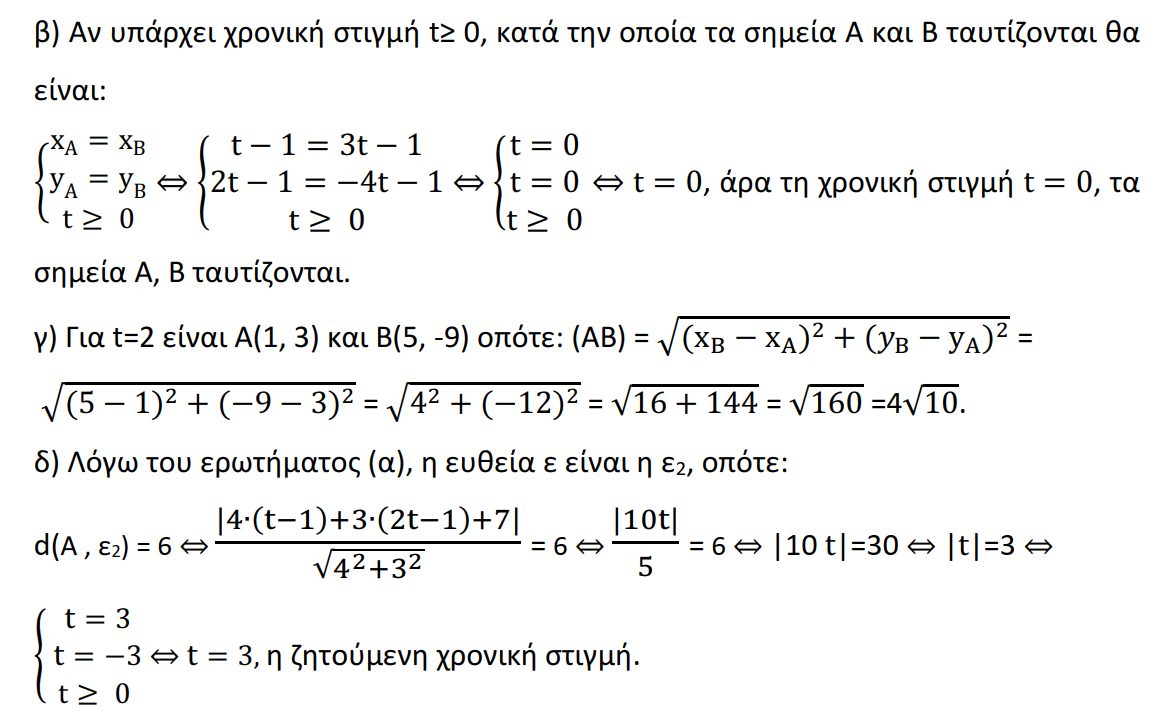 β) Αν υπάρχει χρονική στιγμή t≥ 0, κατά την οποία τα σημεία Α και Β ταυτίζονται θα
είναι:
{x_A = x_B, y_A = y_B, t ≥ 0 ⇔ {t − 1 = 3t − 1, 2t − 1 = −4t − 1, t ≥ 0 ⇔ {t = 0, t = 0, t ≥ 0 ⇔ t = 0, άρα τη χρονική στιγμή t = 0, τα
σημεία Α, Β ταυτίζονται.
γ) Για t=2 είναι Α(1, 3) και Β(5, -9) οπότε: (ΑΒ) = √((x_B − x_A)² + (y_B − y_A)²) =
√((5 − 1)² + (−9 − 3)²) = √(4² + (−12)²) = √(16 + 144) = √160 =4√10.
δ) Λόγω του ερωτήματος (α), η ευθεία ε είναι η ε₂, οπότε:
d(A , ε₂) = 6 ⇔ |4·(t−1)+3·(2t−1)+7| / √(4²+3²) = 6 ⇔ |10t| / 5 = 6 ⇔ |10 t|=30 ⇔ |t|=3 ⇔
{t = 3, t = −3, t ≥ 0 ⇔ t = 3, η ζητούμενη χρονική στιγμή.